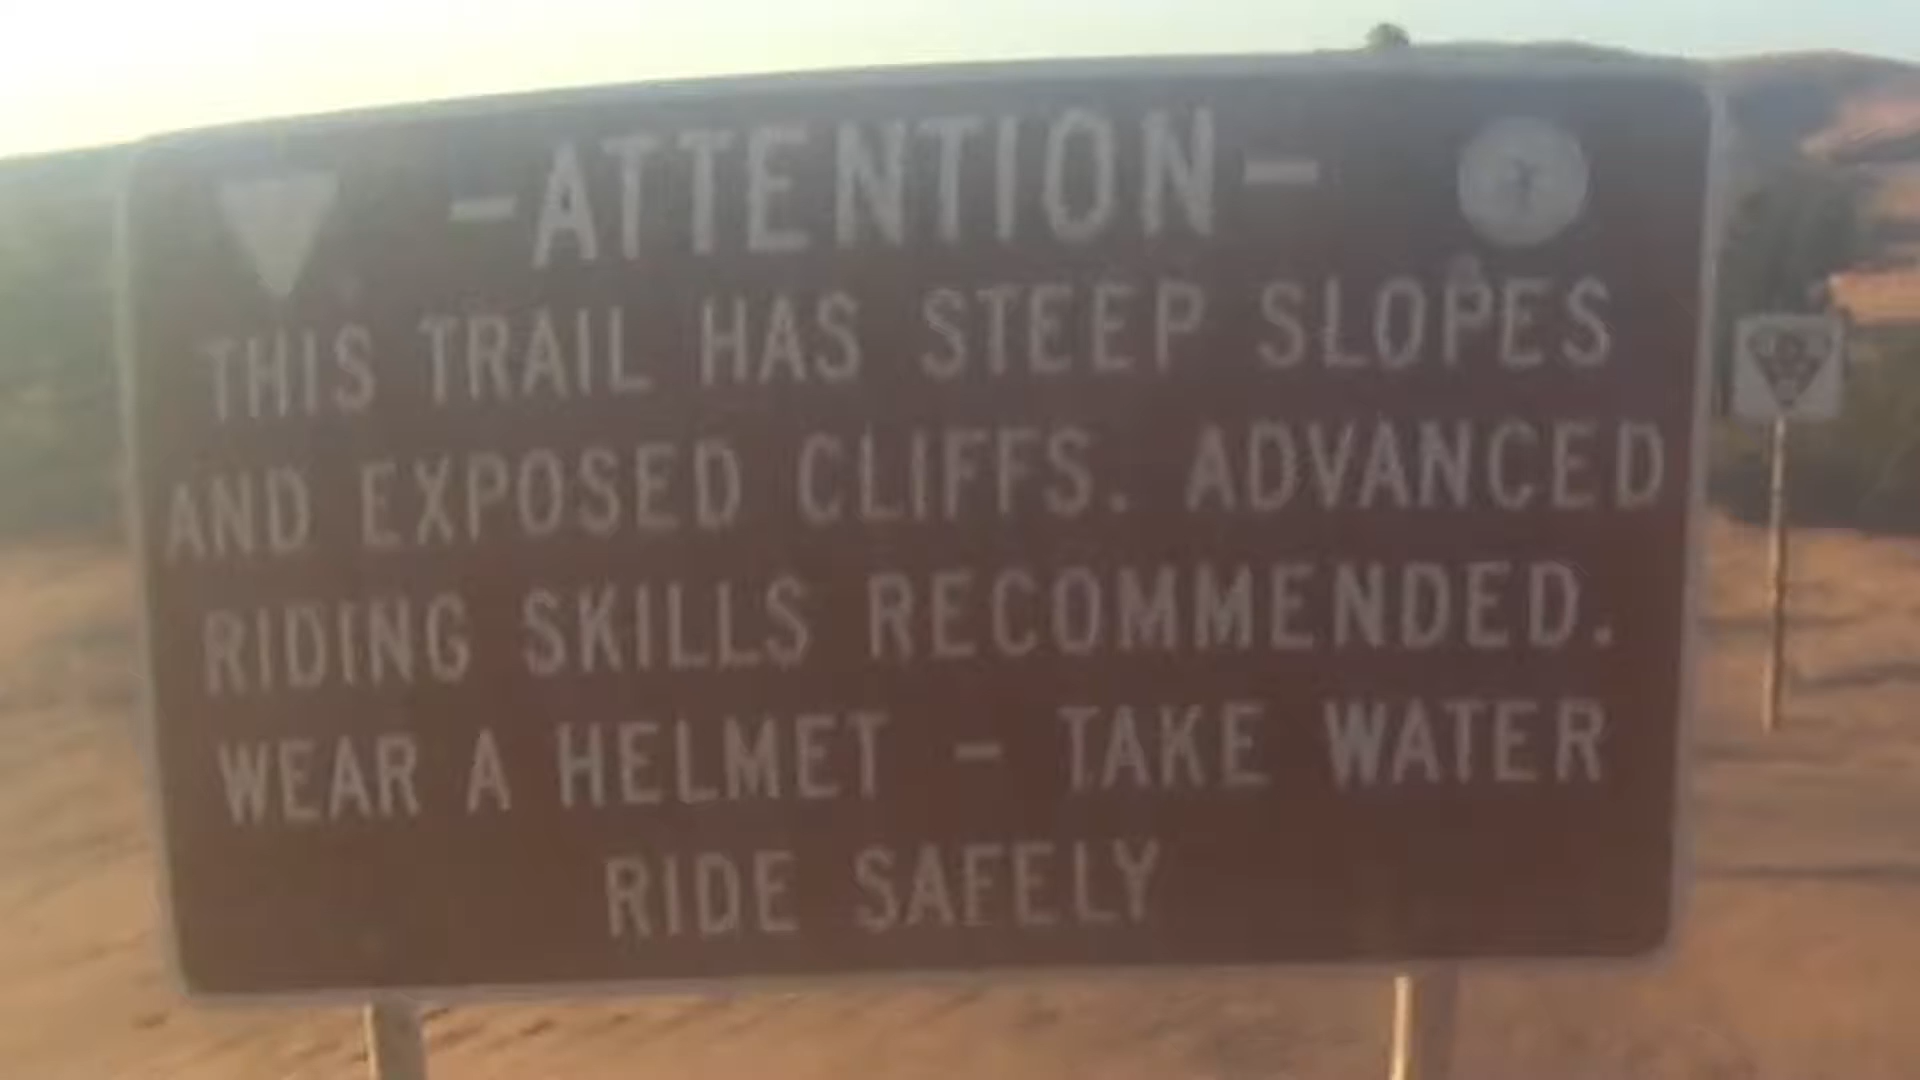 -ATTENTION-
THIS TRAIL HAS STEEP SLOPES
AND EXPOSED CLIFFS. ADVANCED
RIDING SKILLS RECOMMENDED.
WEAR A HELMET - TAKE WATER
RIDE SAFELY